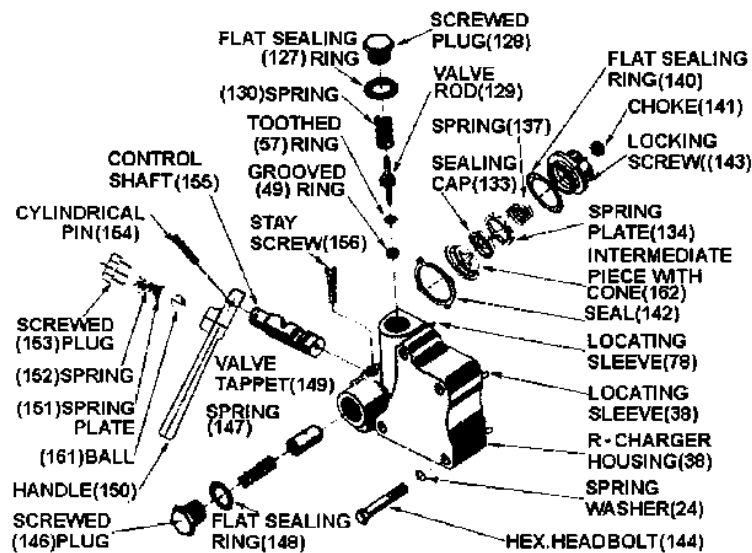 SCREWED
PLUG(128)
FLAT SEALING
(127) RING
FLAT SEALING
RING(140)
VALVE
ROD(129)
(130)SPRING
CHOKE(141)
SPRING(137)
TOOTHED
(57) RING
LOCKING
SCREW((143)
SEALING
CAP(133)
CONTROL
SHAFT(155)
GROOVED
(49) RING
CYLINDRICAL
PIN(154)
STAY
SCREW(156)
SPRING
PLATE(134)
INTERMEDIATE
PIECE WITH
CONE(162)
SEAL(142)
SCREWED
(153)PLUG
VALVE
TAPPET(149)
LOCATING
SLEEVE(78)
(152)SPRING
SPRING
(147)
LOCATING
SLEEVE(38)
(151)SPRING
PLATE
R-CHARGER
HOUSING(36)
(161)BALL
HANDLE(150)
SPRING
WASHER(24)
SCREWED
(146)PLUG
FLAT SEALING
RING(148)
HEX.HEADBOLT(144)